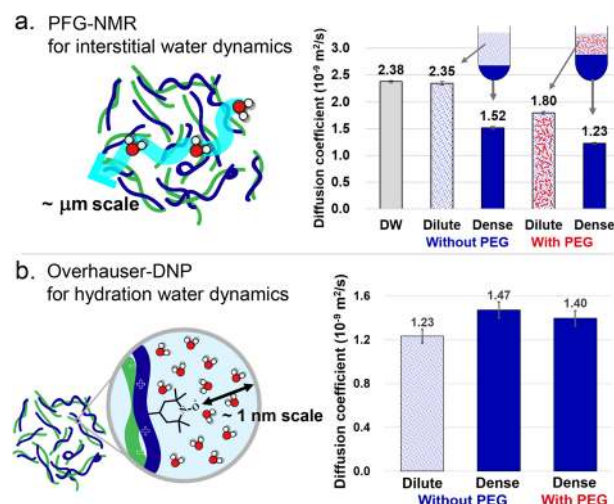 a. PFG-NMR
for interstitial water dynamics
~ μm scale
Diffusion coefficient (10⁻⁹ m²/s)
3.0
2.5
2.0
1.5
1.0
0.5
0.0
2.38
2.35
1.52
1.80
1.23
DW Dilute Dense Dilute Dense
Without PEG With PEG
b. Overhauser-DNP
for hydration water dynamics
~ 1 nm scale
Diffusion coefficient (10⁻⁹ m²/s)
1.6
1.2
0.8
0.4
0.0
1.23
1.47
1.40
Dilute Dense Dense
Without PEG With PEG